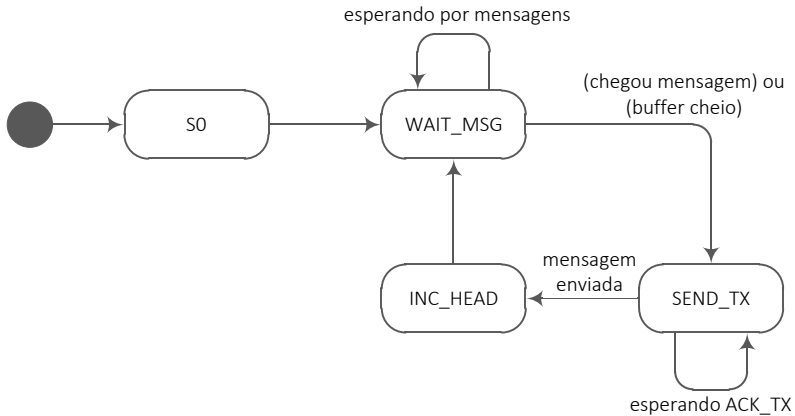 esperando por mensagens
(chegou mensagem) ou
(buffer cheio)
S0
WAIT_MSG
mensagem
enviada
INC_HEAD
SEND_TX
esperando ACK_TX